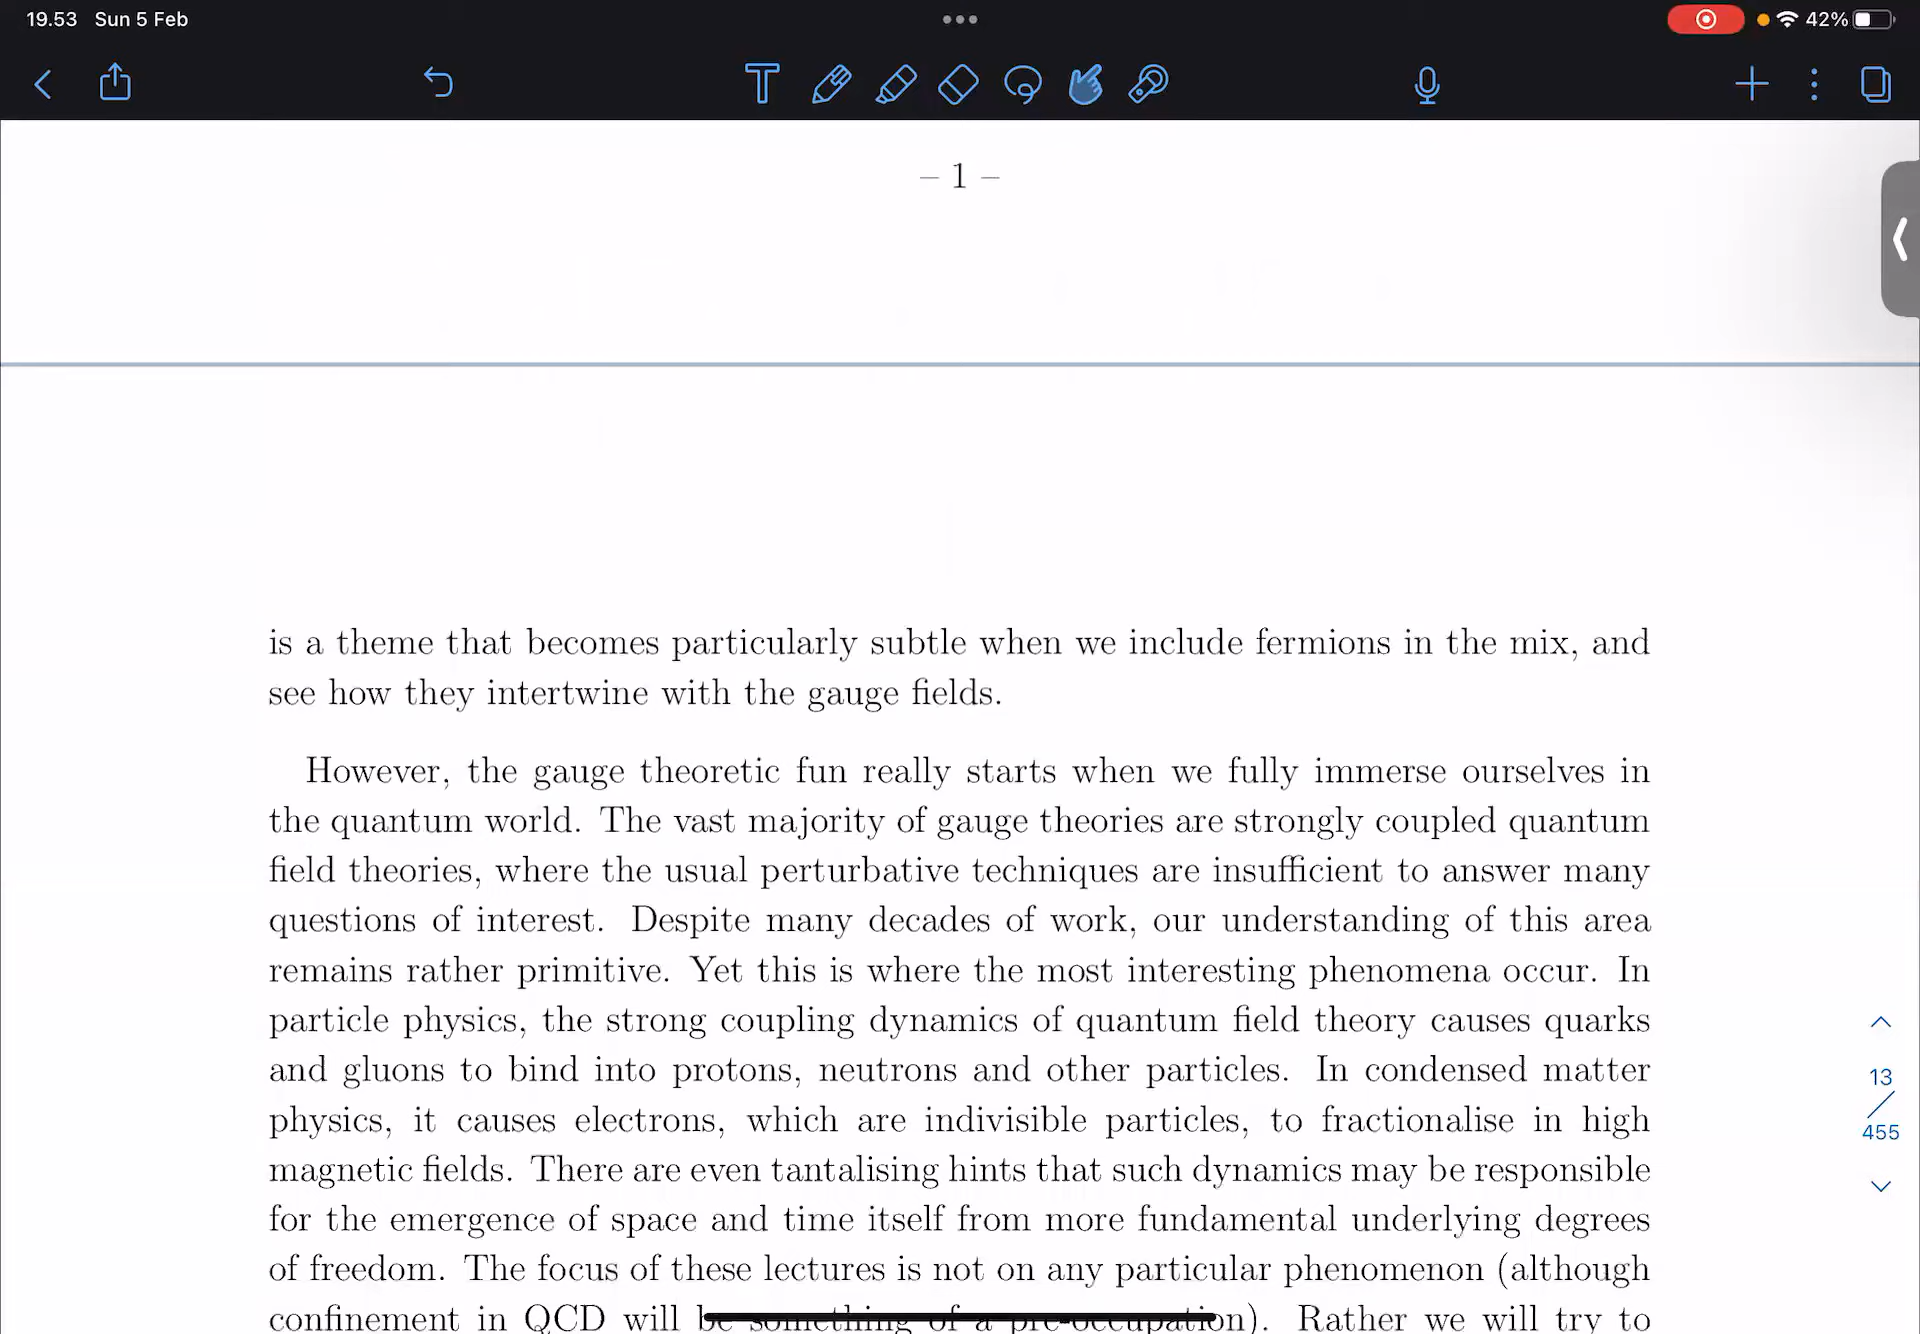 19.53 Sun 5 Feb
42%
– 1 –
is a theme that becomes particularly subtle when we include fermions in the mix, and
see how they intertwine with the gauge fields.
However, the gauge theoretic fun really starts when we fully immerse ourselves in
the quantum world. The vast majority of gauge theories are strongly coupled quantum
field theories, where the usual perturbative techniques are insufficient to answer many
questions of interest. Despite many decades of work, our understanding of this area
remains rather primitive. Yet this is where the most interesting phenomena occur. In
particle physics, the strong coupling dynamics of quantum field theory causes quarks
and gluons to bind into protons, neutrons and other particles. In condensed matter
physics, it causes electrons, which are indivisible particles, to fractionalise in high
magnetic fields. There are even tantalising hints that such dynamics may be responsible
for the emergence of space and time itself from more fundamental underlying degrees
of freedom. The focus of these lectures is not on any particular phenomenon (although
confinement in QCD will be something of a pre-occupation). Rather we will try to
13
/
455